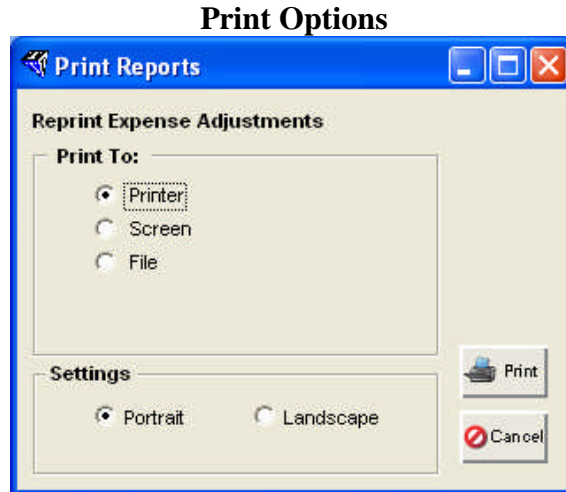 Print Options
Print Reports
Reprint Expense Adjustments
Print To:
Printer
Screen
File
Settings
Portrait Landscape
Print
Cancel